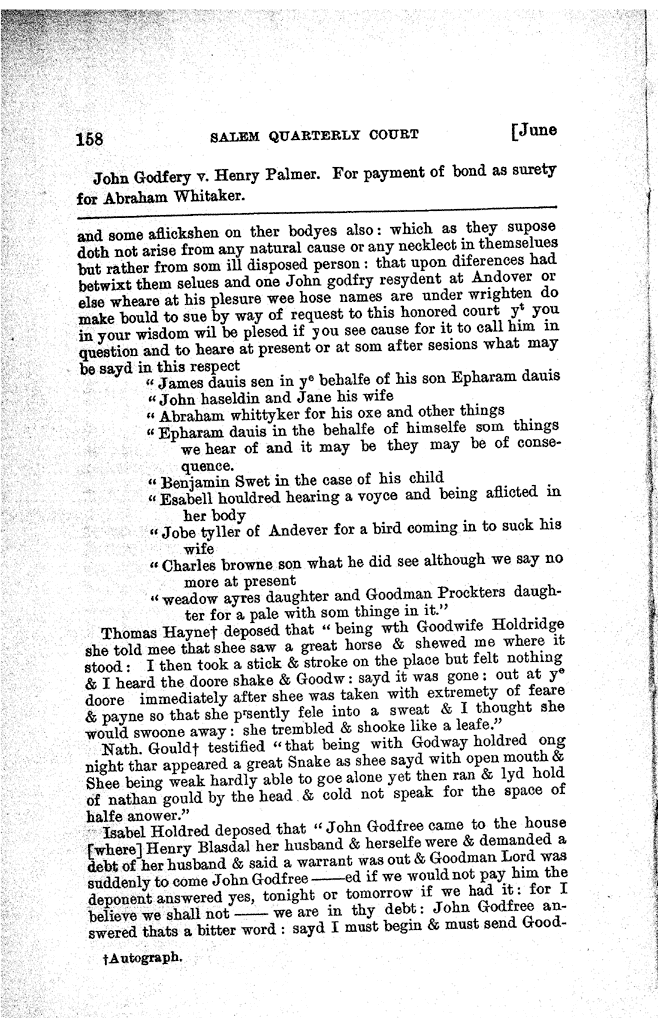 158 SALEM QUARTERLY COURT [June
John Godfery v. Henry Palmer. For payment of bond as surety
for Abraham Whitaker.
and some aflickshen on ther bodyes also: which as they supose
doth not arise from any natural cause or any necklect in themselues
but rather from som ill disposed person: that upon diferences had
betwixt them selues and one John godfry resydent at Andover or
else wheare at his plesure wee hose names are under wrighten do
make bould to sue by way of request to this honored court yᵗ you
in your wisdom wil be plesed if you see cause for it to call him in
question and to heare at present or at som after sesions what may
be sayd in this respect
"James dauis sen in yᵉ behalfe of his son Epharam dauis
"John haseldin and Jane his wife
"Abraham whittyker for his oxe and other things
"Epharam dauis in the behalfe of himselfe som things
we hear of and it may be they may be of conse-
quence.
"Benjamin Swet in the case of his child
"Esabell houldred hearing a voyce and being aflicted in
her body
"Jobe tyller of Andever for a bird coming in to suck his
wife
"Charles browne son what he did see although we say no
more at present
"weadow ayres daughter and Goodman Prockters daugh-
ter for a pale with som thinge in it."
Thomas Hayne† deposed that "being wth Goodwife Holdridge
she told mee that shee saw a great horse & shewed me where it
stood: I then took a stick & stroke on the place but felt nothing
& I heard the doore shake & Goodw: sayd it was gone: out at yᵉ
doore immediately after shee was taken with extremety of feare
& payne so that she pʳsently fele into a sweat & I thought she
would swoone away: she trembled & shooke like a leafe."
Nath. Gould† testified "that being with Godway holdred ong
night thar appeared a great Snake as shee sayd with open mouth &
Shee being weak hardly able to goe alone yet then ran & lyd hold
of nathan gould by the head & cold not speak for the space of
halfe anower."
Isabel Holdred deposed that "John Godfree came to the house
[where] Henry Blasdal her husband & herselfe were & demanded a
debt of her husband & said a warrant was out & Goodman Lord was
suddenly to come John Godfree ——ed if we would not pay him the
deponent answered yes, tonight or tomorrow if we had it: for I
believe we shall not —— we are in thy debt: John Godfree an-
swered thats a bitter word: sayd I must begin & must send Good-
†Autograph.